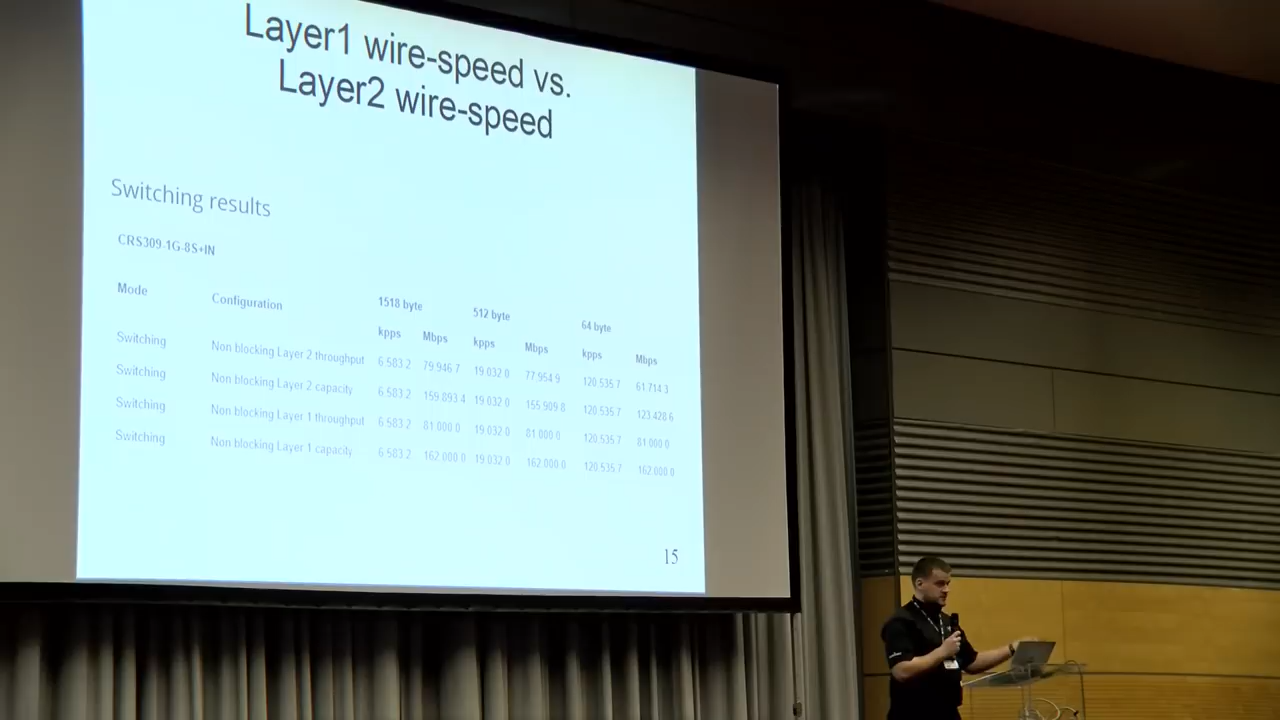 Layer1 wire-speed vs.
Layer2 wire-speed
Switching results
CRS309-1G-8S+IN
Mode Configuration 1518 byte 512 byte 64 byte
kpps Mbps kpps Mbps kpps Mbps
Switching Non blocking Layer 2 throughput 6 583 2 79 946 7 19 032 0 77 954 9 120 535 7 61 714 3
Switching Non blocking Layer 2 capacity 6 583 2 159 893 4 19 032 0 155 909 8 120 535 7 123 428 6
Switching Non blocking Layer 1 throughput 6 583 2 81 000 0 19 032 0 81 000 0 120 535 7 81 000 0
Switching Non blocking Layer 1 capacity 6 583 2 162 000 0 19 032 0 162 000 0 120 535 7 162 000 0
15